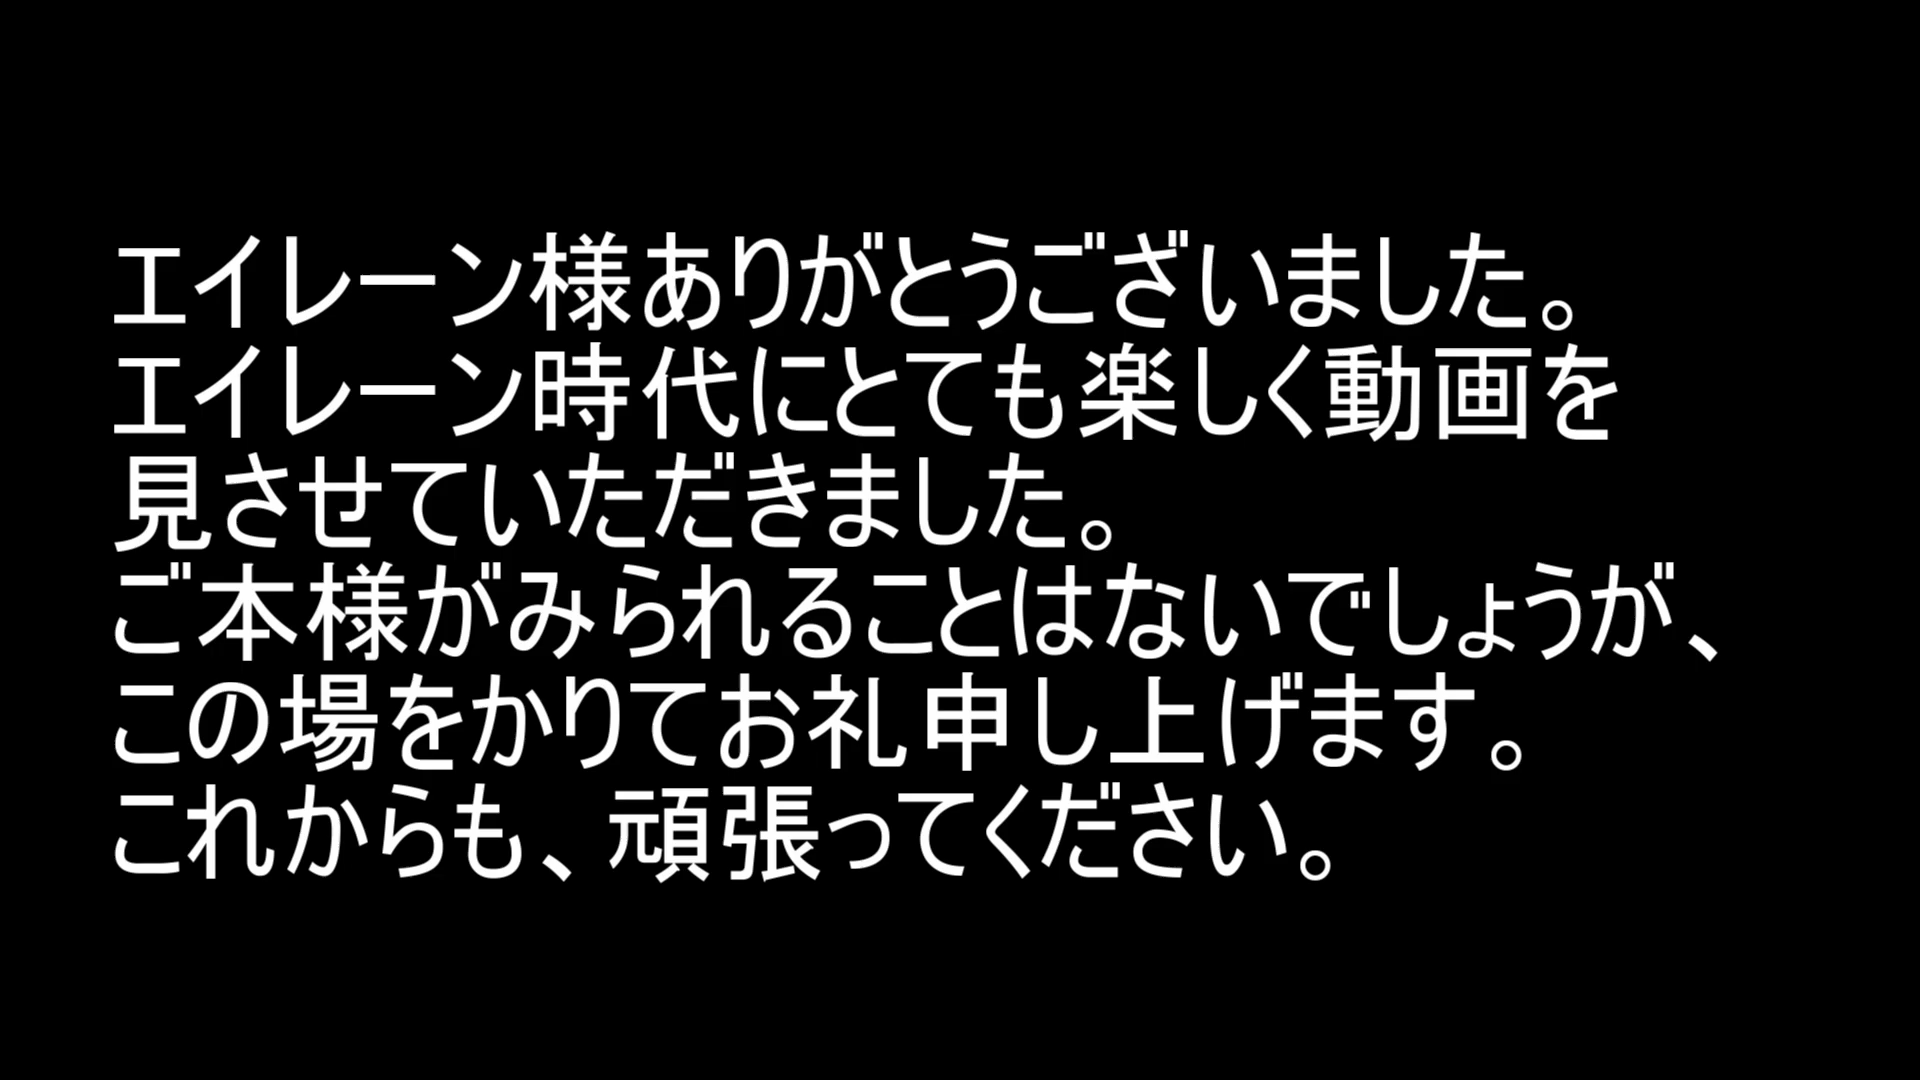 エイレーン様ありがとうございました。
エイレーン時代にとても楽しく動画を
見させていただきました。
ご本様がみられることはないでしょうが、
この場をかりてお礼申し上げます。
これからも、頑張ってください。